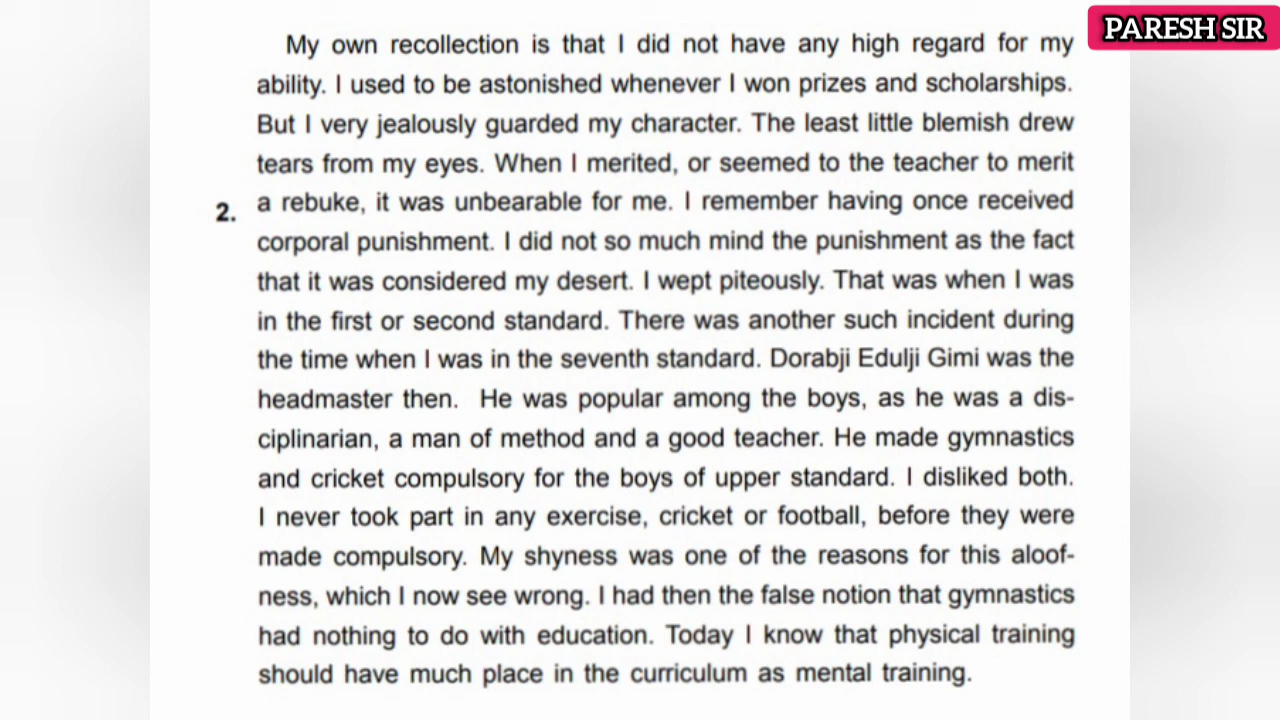 PARESH SIR
My own recollection is that I did not have any high regard for my
ability. I used to be astonished whenever I won prizes and scholarships.
But I very jealously guarded my character. The least little blemish drew
tears from my eyes. When I merited, or seemed to the teacher to merit
2. a rebuke, it was unbearable for me. I remember having once received
corporal punishment. I did not so much mind the punishment as the fact
that it was considered my desert. I wept piteously. That was when I was
in the first or second standard. There was another such incident during
the time when I was in the seventh standard. Dorabji Edulji Gimi was the
headmaster then. He was popular among the boys, as he was a dis-
ciplinarian, a man of method and a good teacher. He made gymnastics
and cricket compulsory for the boys of upper standard. I disliked both.
I never took part in any exercise, cricket or football, before they were
made compulsory. My shyness was one of the reasons for this aloof-
ness, which I now see wrong. I had then the false notion that gymnastics
had nothing to do with education. Today I know that physical training
should have much place in the curriculum as mental training.